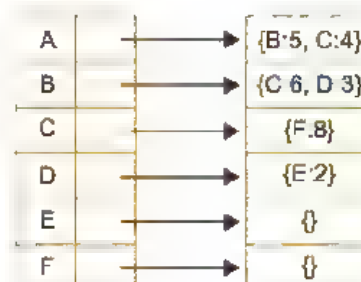 A {B:5, C:4}
B {C 6, D 3}
C {F:8}
D {E:2}
E {}
F {}